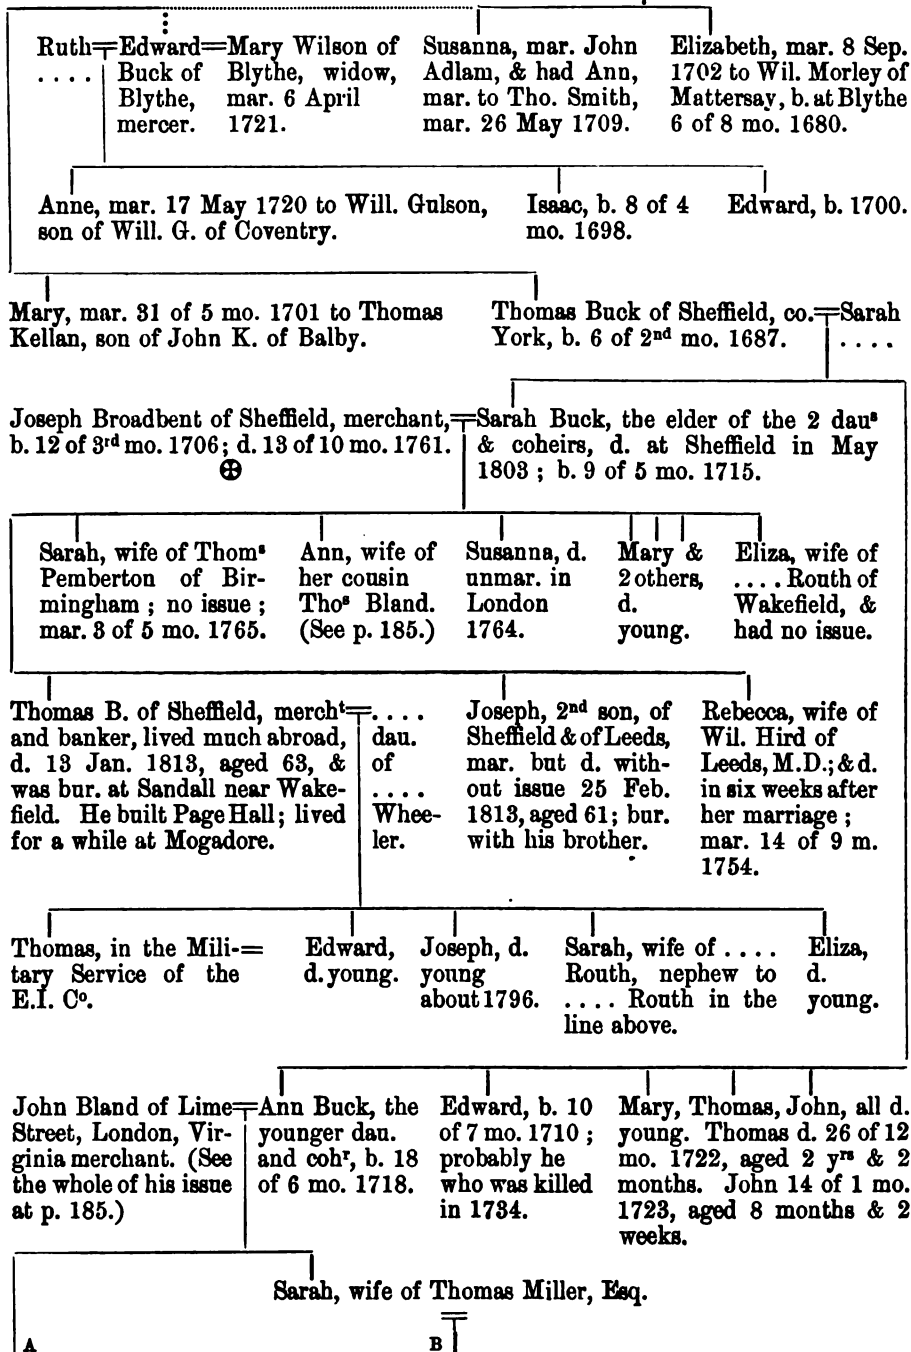 Ruth=Edward=Mary Wilson of
.... Buck of Blythe, widow,
Blythe, mar. 6 April
mercer. 1721.
Susanna, mar. John
Adlam, & had Ann,
mar. to Tho. Smith,
mar. 26 May 1709.
Elizabeth, mar. 8 Sep.
1702 to Wil. Morley of
Mattersay, b. at Blythe
6 of 8 mo. 1680.
Anne, mar. 17 May 1720 to Will. Gulson,
son of Will. G. of Coventry.
Isaac, b. 8 of 4
mo. 1698.
Edward, b. 1700.
Mary, mar. 31 of 5 mo. 1701 to Thomas
Kellan, son of John K. of Balby.
Thomas Buck of Sheffield, co.=Sarah
York, b. 6 of 2nd mo. 1687. ....
Joseph Broadbent of Sheffield, merchant,=
b. 12 of 3rd mo. 1706; d. 13 of 10 mo. 1761.
⊕
Sarah Buck, the elder of the 2 daus
& coheirs, d. at Sheffield in May
1803; b. 9 of 5 mo. 1715.
Sarah, wife of Thoms
Pemberton of Bir-
mingham; no issue;
mar. 3 of 5 mo. 1765.
Ann, wife of
her cousin
Thos Bland.
(See p. 185.)
Susanna, d.
unmar. in
London
1764.
Mary &
2 others,
d.
young.
Eliza, wife of
.... Routh of
Wakefield, &
had no issue.
Thomas B. of Sheffield, mercht=
and banker, lived much abroad,
d. 13 Jan. 1813, aged 63, &
was bur. at Sandall near Wake-
field. He built Page Hall; lived
for a while at Mogadore.
....
dau.
of
....
Whee-
ler.
Joseph, 2nd son, of
Sheffield & of Leeds,
mar. but d. with-
out issue 25 Feb.
1813, aged 61; bur.
with his brother.
Rebecca, wife of
Wil. Hird of
Leeds, M.D.; & d.
in six weeks after
her marriage;
mar. 14 of 9 m.
1754.
Thomas, in the Mili-=
tary Service of the
E.I. Co.
Edward,
d. young.
Joseph, d.
young
about 1796.
Sarah, wife of ....
Routh, nephew to
.... Routh in the
line above.
Eliza,
d.
young.
John Bland of Lime=
Street, London, Vir-
ginia merchant. (See
the whole of his issue
at p. 185.)
Ann Buck, the
younger dau.
and cohr, b. 18
of 6 mo. 1718.
Edward, b. 10
of 7 mo. 1710;
probably he
who was killed
in 1734.
Mary, Thomas, John, all d.
young. Thomas d. 26 of 12
mo. 1722, aged 2 yrs & 2
months. John 14 of 1 mo.
1723, aged 8 months & 2
weeks.
Sarah, wife of Thomas Miller, Esq.
=
A
B